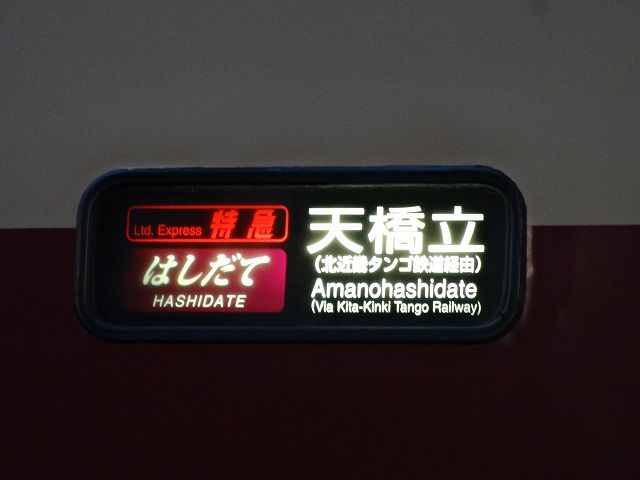 Ltd. Express 特急
はしだて
HASHIDATE
天橋立
(北近畿タンゴ鉄道経由)
Amanohashidate
(Via Kita-Kinki Tango Railway)